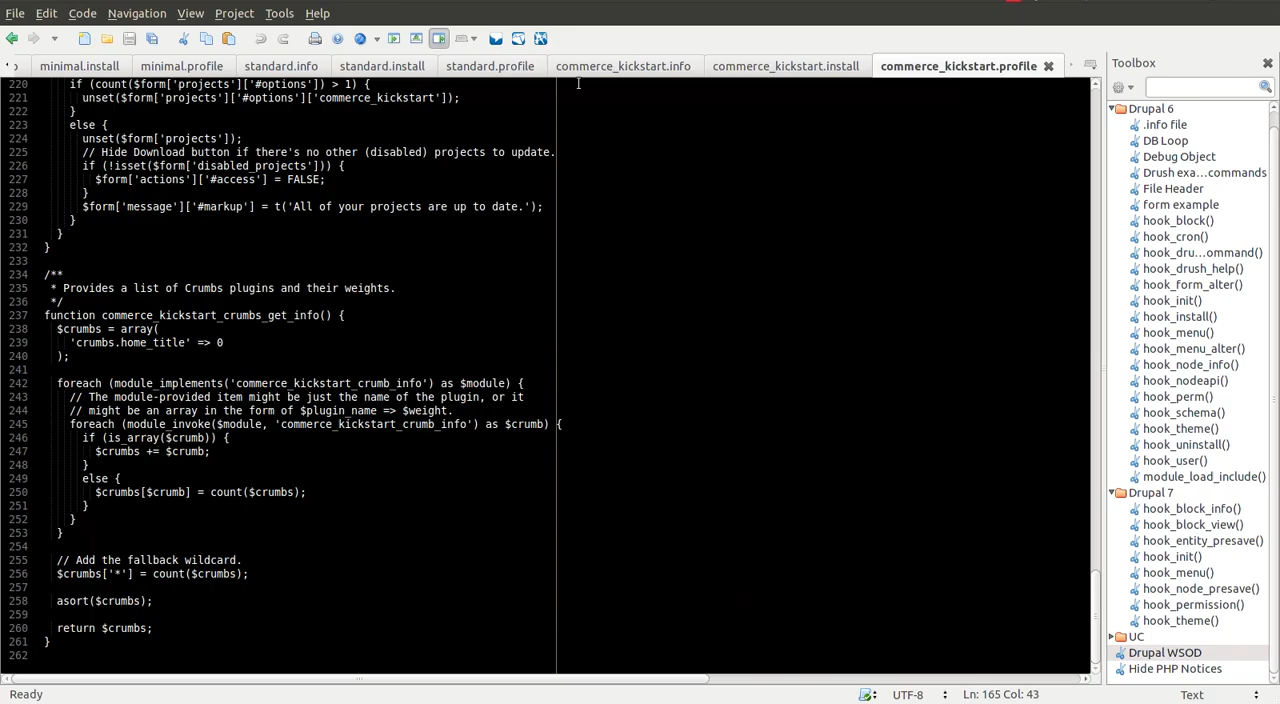 File Edit Code Navigation View Project Tools Help
minimal.install minimal.profile standard.info standard.install standard.profile commerce_kickstart.info commerce_kickstart.install commerce_kickstart.profile
220 if (count($form['projects']['#options']) > 1) {
221 unset($form['projects']['#options']['commerce_kickstart']);
222 }
223 else {
224 unset($form['projects']);
225 // Hide Download button if there's no other (disabled) projects to update.
226 if (!isset($form['disabled_projects'])) {
227 $form['actions']['#access'] = FALSE;
228 }
229 $form['message']['#markup'] = t('All of your projects are up to date.');
230 }
231 }
232 }
233
234 /**
235 * Provides a list of Crumbs plugins and their weights.
236 */
237 function commerce_kickstart_crumbs_get_info() {
238 $crumbs = array(
239 'crumbs.home_title' => 0
240 );
241
242 foreach (module_implements('commerce_kickstart_crumb_info') as $module) {
243 // The module-provided item might be just the name of the plugin, or it
244 // might be an array in the form of $plugin_name => $weight.
245 foreach (module_invoke($module, 'commerce_kickstart_crumb_info') as $crumb) {
246 if (is_array($crumb)) {
247 $crumbs += $crumb;
248 }
249 else {
250 $crumbs[$crumb] = count($crumbs);
251 }
252 }
253 }
254
255 // Add the fallback wildcard.
256 $crumbs['*'] = count($crumbs);
257
258 asort($crumbs);
259
260 return $crumbs;
261 }
262
Toolbox
Drupal 6
.info file
DB Loop
Debug Object
Drush exa...commands
File Header
form example
hook_block()
hook_cron()
hook_dru...ommand()
hook_drush_help()
hook_form_alter()
hook_init()
hook_install()
hook_menu()
hook_menu_alter()
hook_node_info()
hook_nodeapi()
hook_perm()
hook_schema()
hook_theme()
hook_uninstall()
hook_user()
module_load_include()
Drupal 7
hook_block_info()
hook_block_view()
hook_entity_presave()
hook_init()
hook_menu()
hook_node_presave()
hook_permission()
hook_theme()
UC
Drupal WSOD
Hide PHP Notices
Ready UTF-8 Ln: 165 Col: 43 Text